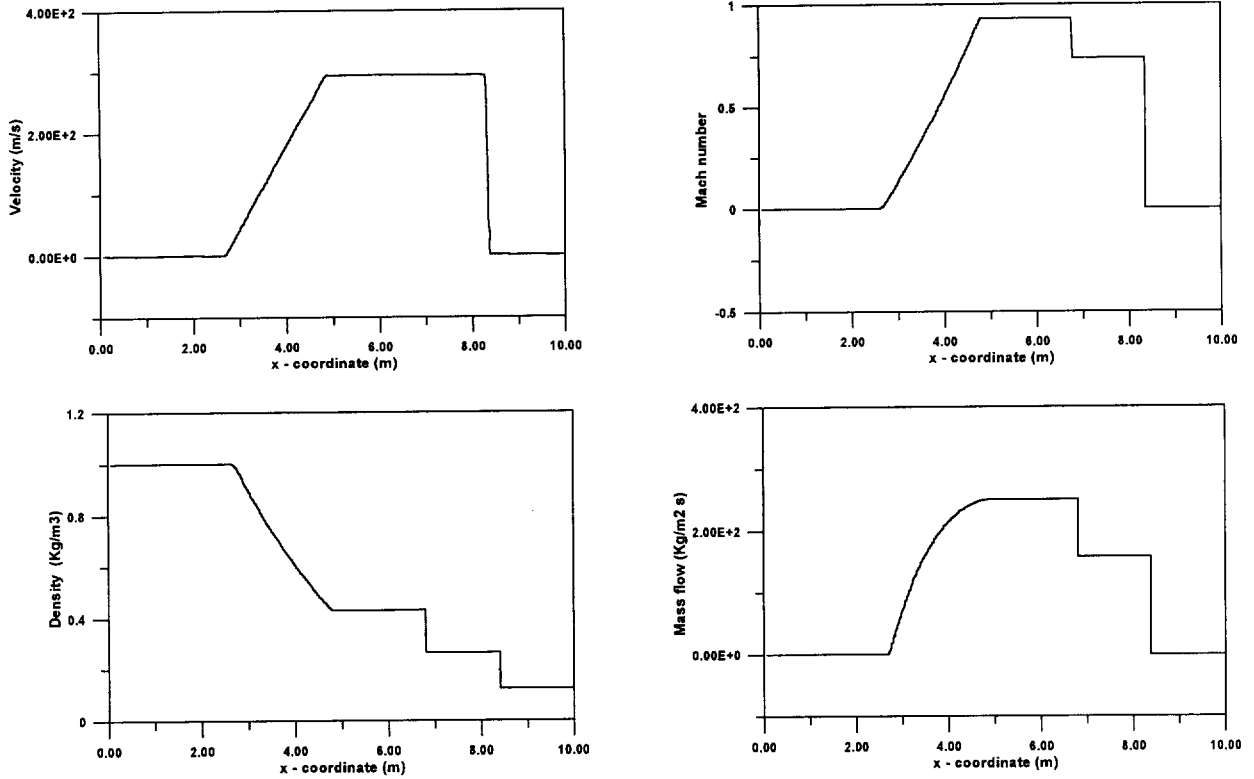 4.00E+2
2.00E+2
0.00E+0
Velocity (m/s)
0.00
2.00
4.00
6.00
8.00
10.00
x - coordinate (m)
1
0.5
0
-0.5
Mach number
0.00
2.00
4.00
6.00
8.00
10.00
x - coordinate (m)
1.2
0.8
0.4
0
Density (Kg/m3)
0.00
2.00
4.00
6.00
8.00
10.00
x - coordinate (m)
4.00E+2
2.00E+2
0.00E+0
Mass flow (Kg/m2 s)
0.00
2.00
4.00
6.00
8.00
10.00
x - coordinate (m)